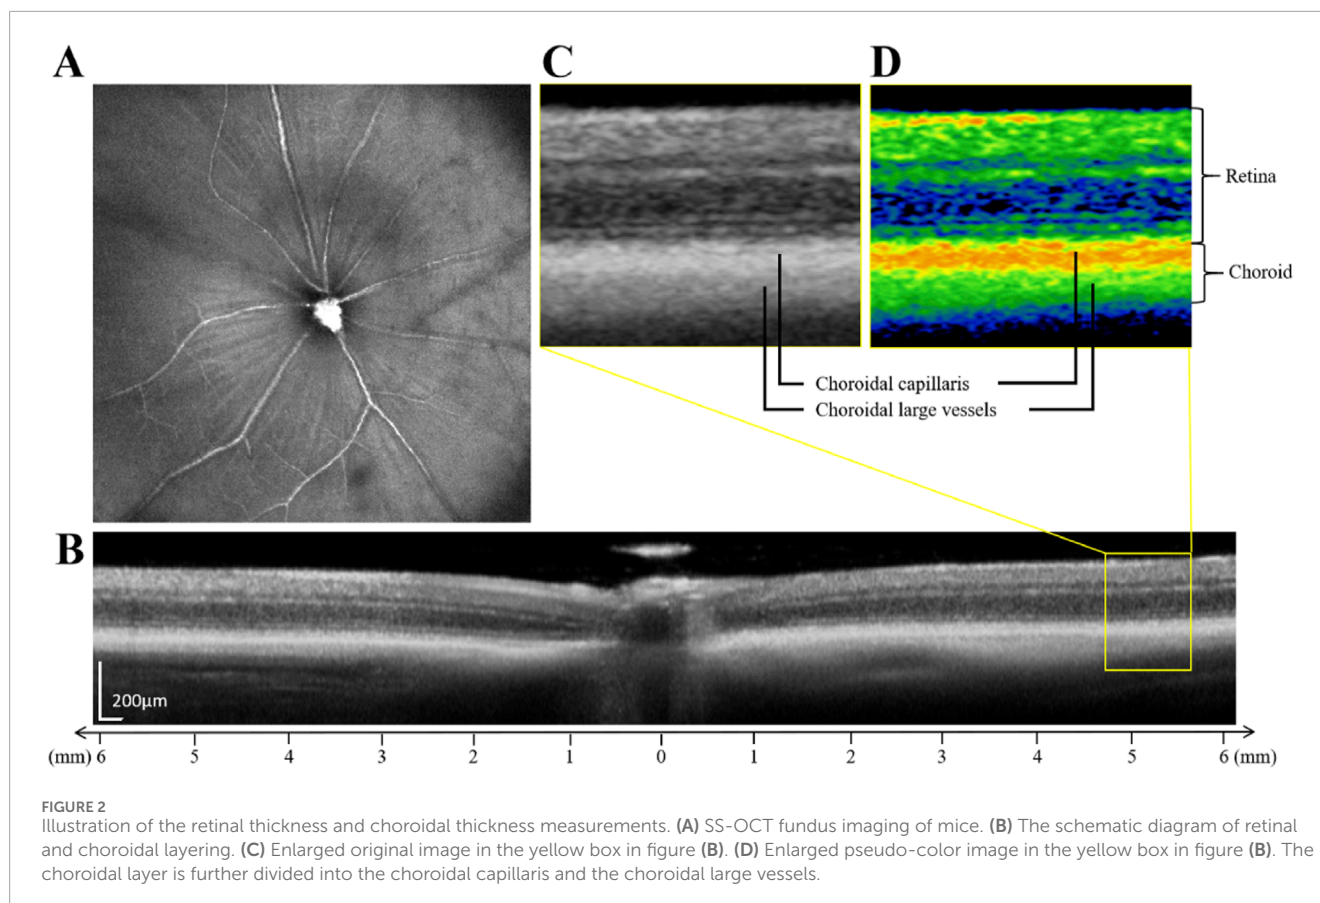 A
C
D
Retina
Choroid
Choroidal capillaris
Choroidal large vessels
B
200μm
(mm) 6 5 4 3 2 1 0 1 2 3 4 5 6 (mm)
FIGURE 2
Illustration of the retinal thickness and choroidal thickness measurements. (A) SS-OCT fundus imaging of mice. (B) The schematic diagram of retinal
and choroidal layering. (C) Enlarged original image in the yellow box in figure (B). (D) Enlarged pseudo-color image in the yellow box in figure (B). The
choroidal layer is further divided into the choroidal capillaris and the choroidal large vessels.